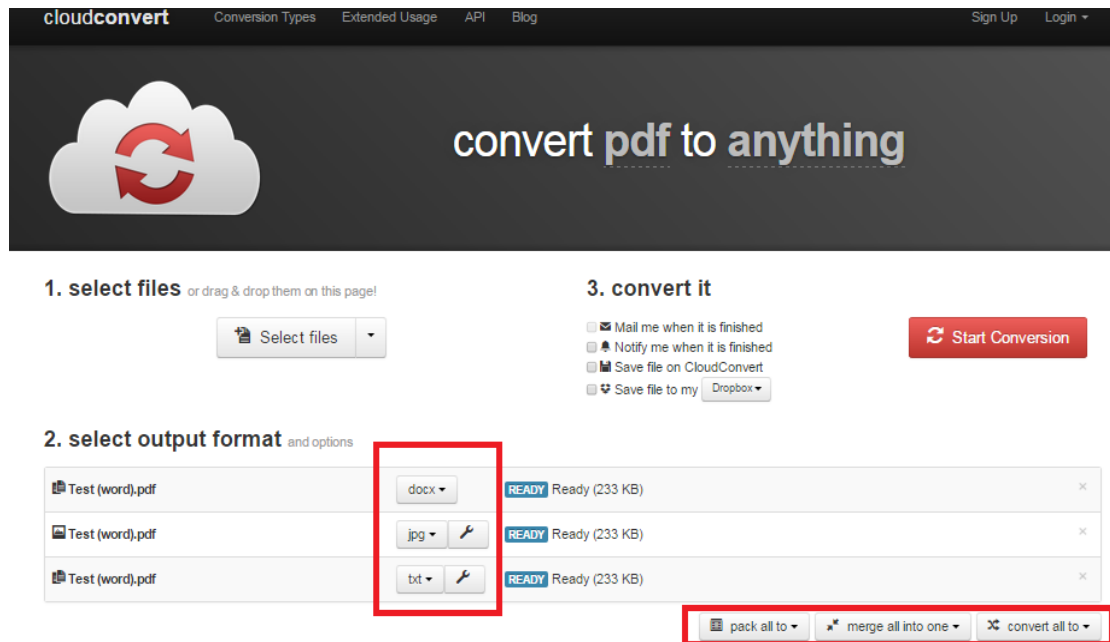 cloudconvert Conversion Types Extended Usage API Blog Sign Up Login
convert pdf to anything
1. select files or drag & drop them on this page!
Select files
3. convert it
Mail me when it is finished
Notify me when it is finished
Save file on CloudConvert
Save file to my Dropbox
Start Conversion
2. select output format and options
Test (word).pdf docx READY Ready (233 KB) ×
Test (word).pdf jpg READY Ready (233 KB) ×
Test (word).pdf txt READY Ready (233 KB) ×
pack all to merge all into one convert all to